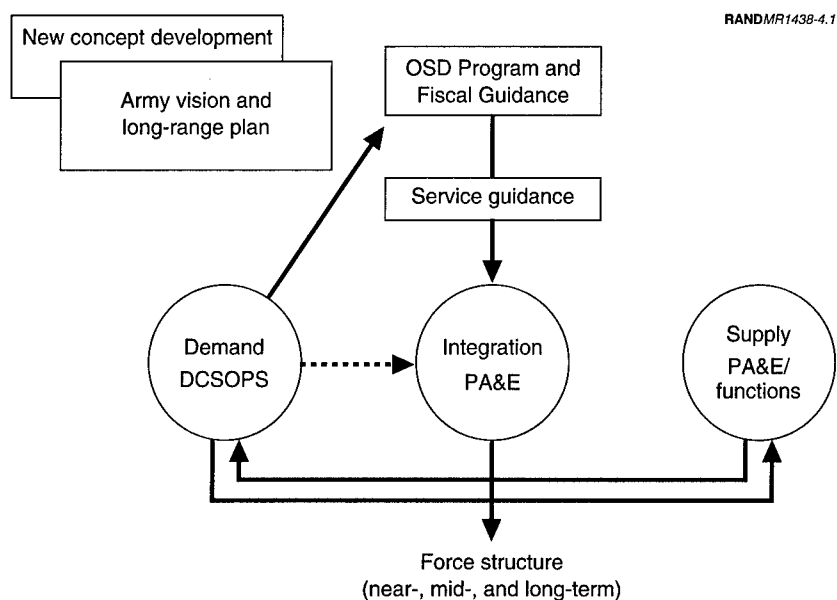 RANDMR1438-4.1
New concept development
Army vision and
long-range plan
OSD Program and
Fiscal Guidance
Service guidance
Demand
DCSOPS
Integration
PA&E
Supply
PA&E/
functions
Force structure
(near-, mid-, and long-term)